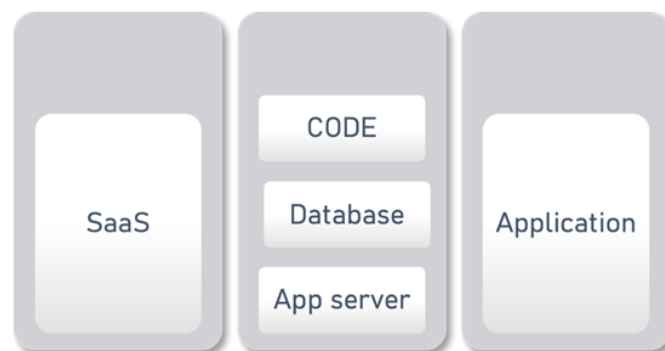 SaaS
CODE
Database
App server
Application